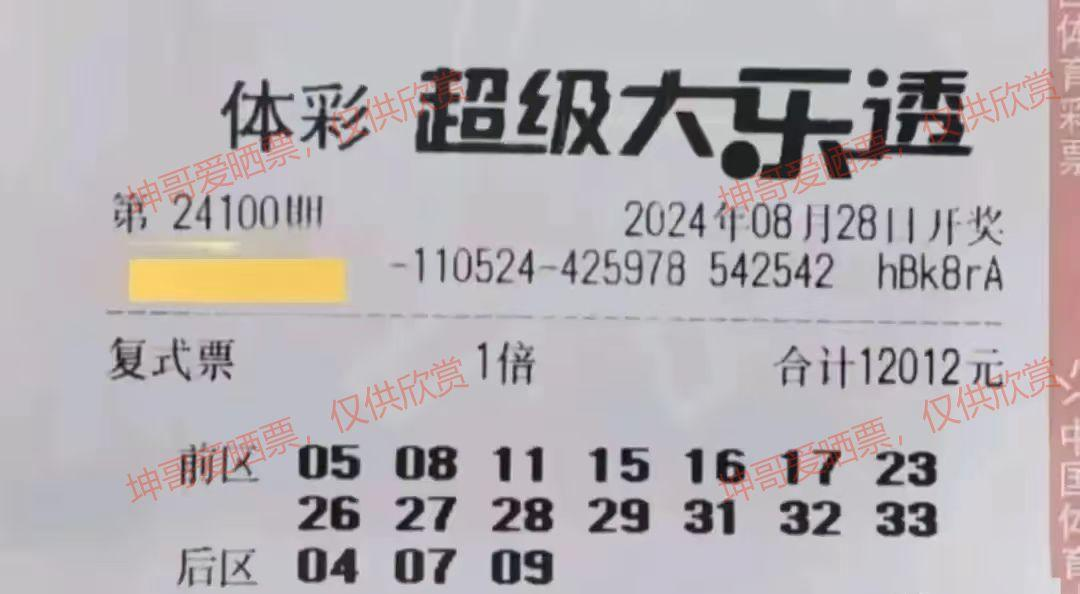 体彩 超级大乐透
第 24100期
2024年08月28日开奖
-110524-425978 542542 hBk8rA
复式票 1倍 合计12012元
前区 05 08 11 15 16 17 23
26 27 28 29 31 32 33
后区 04 07 09
坤哥爱晒票，仅供欣赏
坤哥爱晒票，仅供欣赏
坤哥爱晒票，仅供欣赏
坤哥爱晒票，仅供欣赏
体育彩票
中国体育